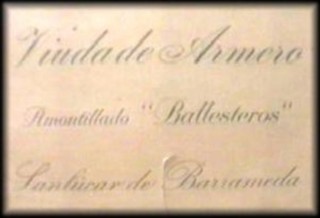 Viuda de Armero
Amontillado "Ballesteros"
Sanlúcar de Barrameda